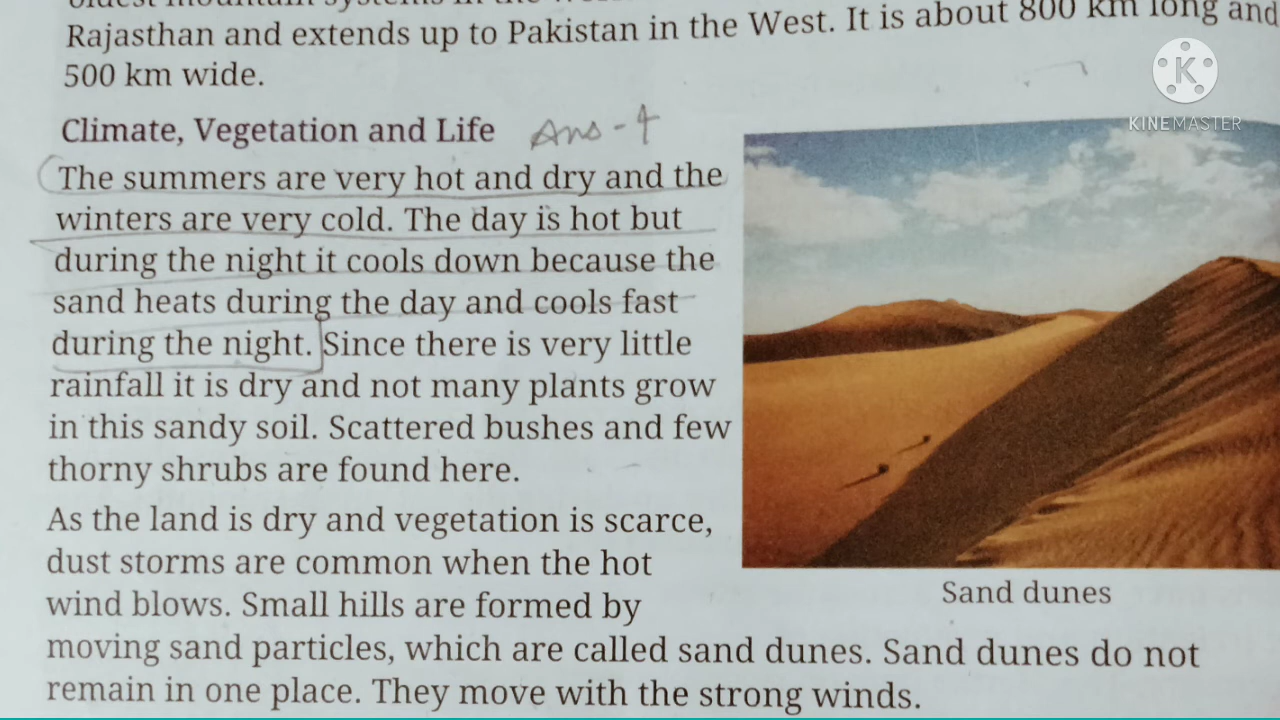 Rajasthan and extends up to Pakistan in the West. It is about 800 km long and
500 km wide.
Climate, Vegetation and Life Ans - 4
The summers are very hot and dry and the
winters are very cold. The day is hot but
during the night it cools down because the
sand heats during the day and cools fast
during the night. Since there is very little
rainfall it is dry and not many plants grow
in this sandy soil. Scattered bushes and few
thorny shrubs are found here.
As the land is dry and vegetation is scarce,
dust storms are common when the hot
wind blows. Small hills are formed by
moving sand particles, which are called sand dunes. Sand dunes do not
remain in one place. They move with the strong winds.
K
KINEMASTER
Sand dunes